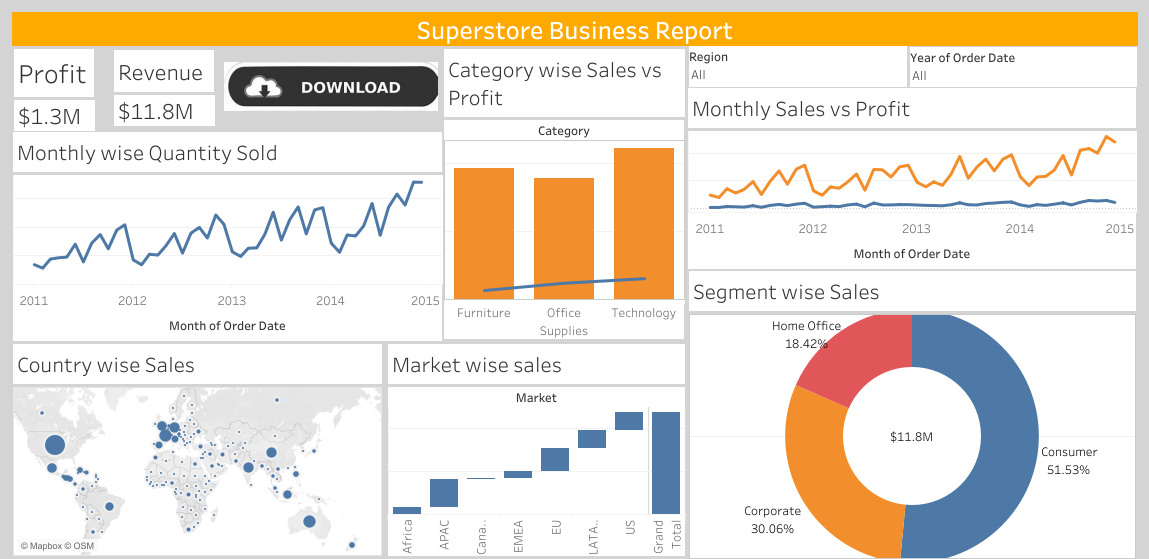 Superstore Business Report
Profit
$1.3M
Revenue
$11.8M
DOWNLOAD
Category wise Sales vs
Profit
Category
Furniture
Office
Supplies
Technology
Region
All
Year of Order Date
All
Monthly Sales vs Profit
2011
2012
2013
2014
2015
Month of Order Date
Monthly wise Quantity Sold
2011
2012
2013
2014
2015
Month of Order Date
Segment wise Sales
Home Office
18.42%
$11.8M
Consumer
51.53%
Corporate
30.06%
Country wise Sales
© Mapbox © OSM
Market wise sales
Market
Africa
APAC
Cana..
EMEA
EU
LATA..
US
Grand
Total